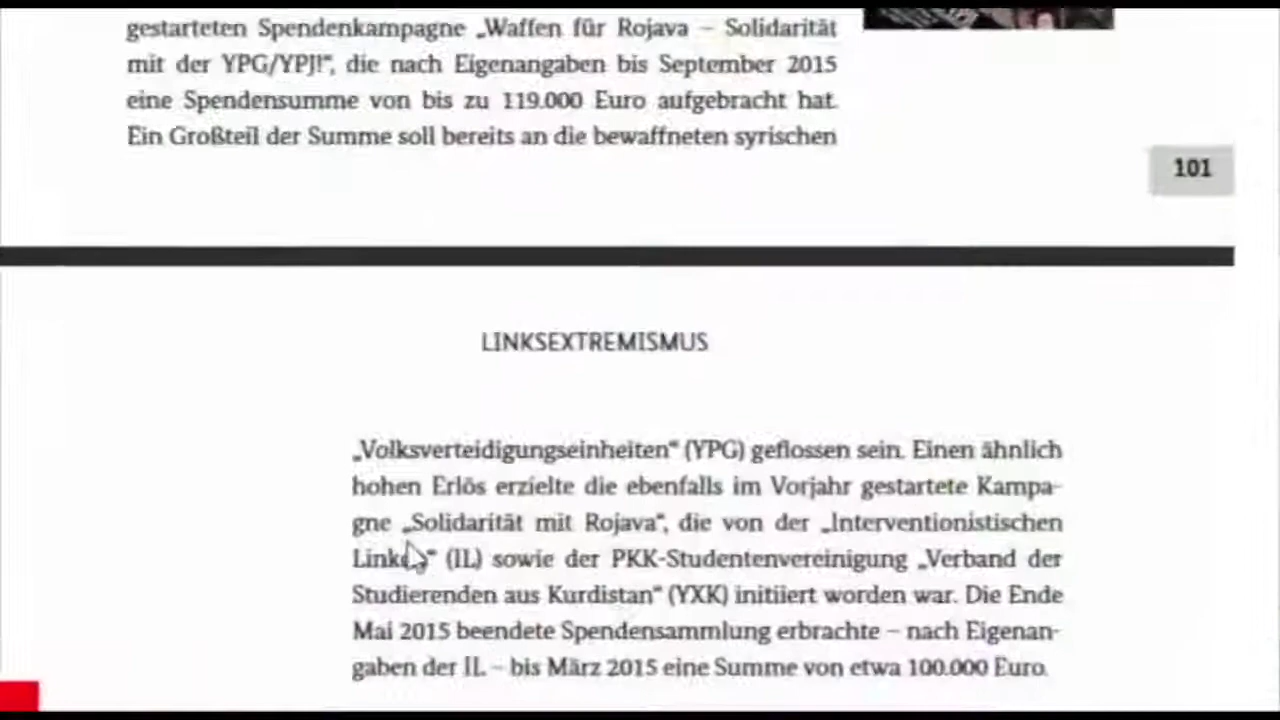 gestarteten Spendenkampagne „Waffen für Rojava – Solidarität
mit der YPG/YPJ!“, die nach Eigenangaben bis September 2015
eine Spendensumme von bis zu 119.000 Euro aufgebracht hat.
Ein Großteil der Summe soll bereits an die bewaffneten syrischen
101
LINKSEXTREMISMUS
„Volksverteidigungseinheiten“ (YPG) geflossen sein. Einen ähnlich
hohen Erlös erzielte die ebenfalls im Vorjahr gestartete Kampa-
gne „Solidarität mit Rojava“, die von der „Interventionistischen
Linken“ (IL) sowie der PKK-Studentenvereinigung „Verband der
Studierenden aus Kurdistan“ (YXK) initiiert worden war. Die Ende
Mai 2015 beendete Spendensammlung erbrachte – nach Eigenan-
gaben der IL – bis März 2015 eine Summe von etwa 100.000 Euro.